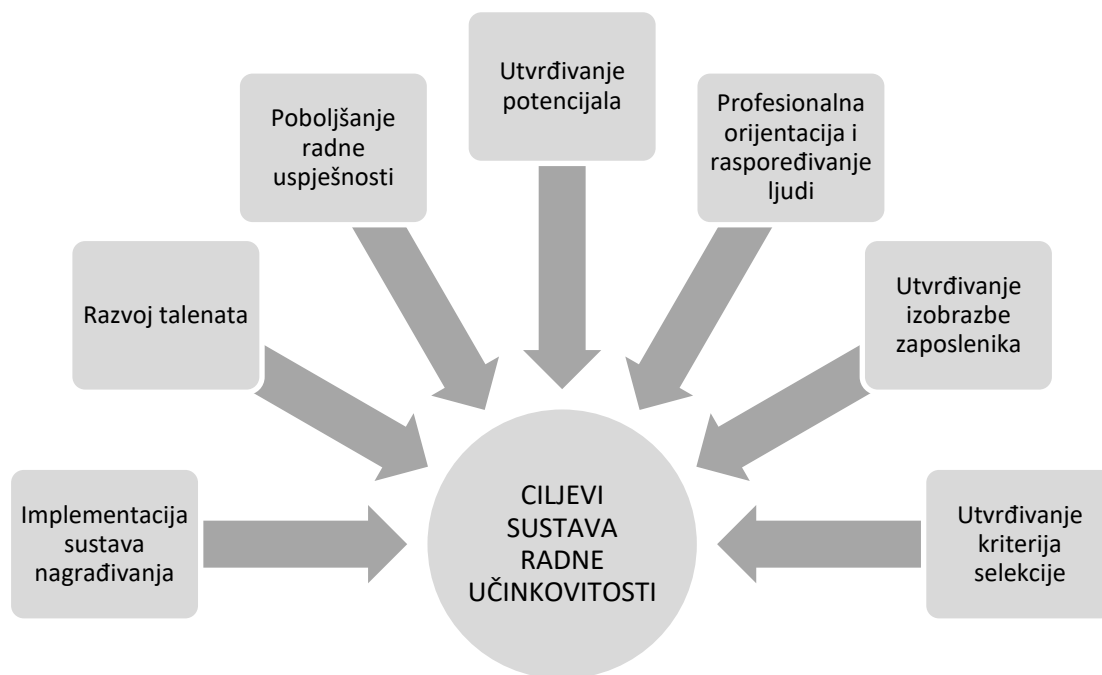 Implementacija
sustava
nagrađivanja
Razvoj talenata
Poboljšanje
radne
uspješnosti
Utvrđivanje
potencijala
Profesionalna
orijentacija i
raspoređivanje
ljudi
Utvrđivanje
izobrazbe
zaposlenika
Utvrđivanje
kriterija
selekcije
CILJEVI
SUSTAVA
RADNE
UČINKOVITOSTI